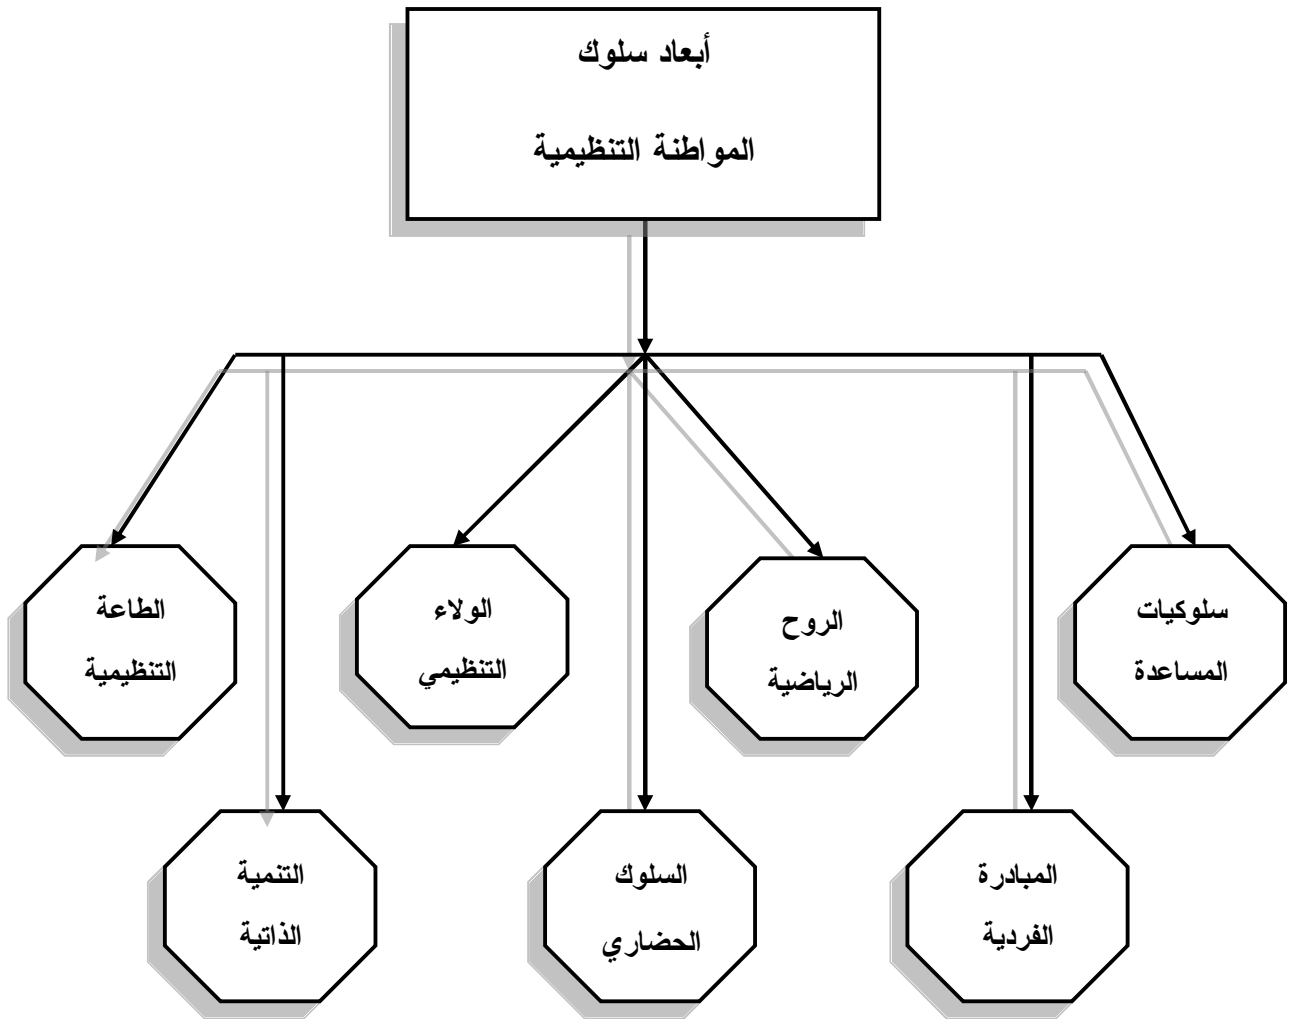 أبعاد سلوك
المواطنة التنظيمية
سلوكيات
المساعدة
الروح
الرياضية
الولاء
التنظيمي
الطاعة
التنظيمية
المبادرة
الفردية
السلوك
الحضاري
التنمية
الذاتية